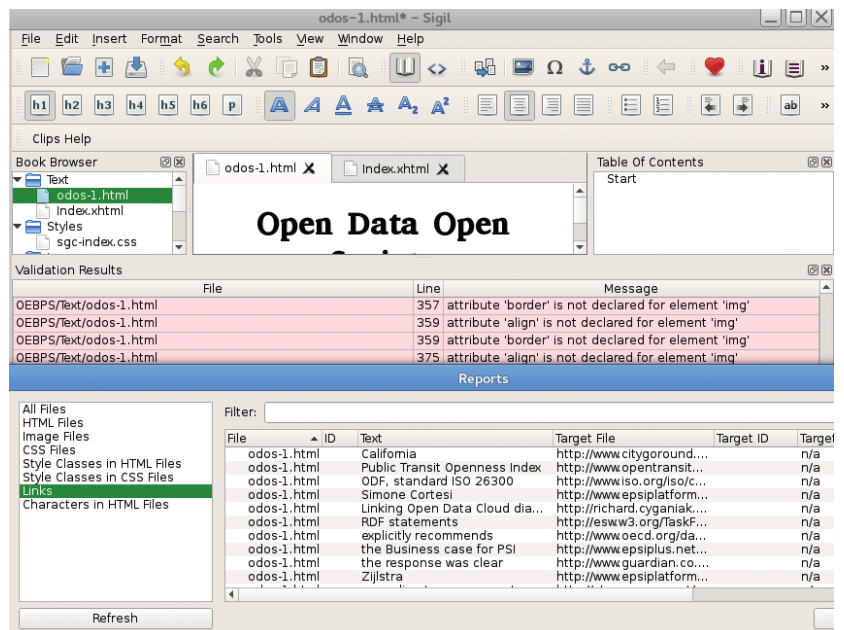 odos-1.html* – Sigil
File Edit Insert Format Search Tools View Window Help
h1 h2 h3 h4 h5 h6 p A A A A A₂ A² ab »
Clips Help
Book Browser
Text
odos-1.html
Index.xhtml
Styles
sgc-index.css
odos-1.html Index.xhtml
Open Data Open
Table Of Contents
Start
Validation Results
File Line Message
OEBPS/Text/odos-1.html 357 attribute 'border' is not declared for element 'img'
OEBPS/Text/odos-1.html 359 attribute 'align' is not declared for element 'img'
OEBPS/Text/odos-1.html 359 attribute 'border' is not declared for element 'img'
OEBPS/Text/odos-1.html 375 attribute 'align' is not declared for element 'img'
Reports
All Files
HTML Files
Image Files
CSS Files
Style Classes in HTML Files
Style Classes in CSS Files
Links
Characters in HTML Files
Refresh
Filter:
File ID Text Target File Target ID Target
odos-1.html California http://www.citygoround.... n/a
odos-1.html Public Transit Openness Index http://www.opentransit... n/a
odos-1.html ODF, standard ISO 26300 http://www.iso.org/iso/c... n/a
odos-1.html Simone Cortesi http://www.epsiplatform... n/a
odos-1.html Linking Open Data Cloud dia... http://richard.cyganiak.... n/a
odos-1.html RDF statements http://esw.w3.org/TaskF... n/a
odos-1.html explicitly recommends http://www.oecd.org/da... n/a
odos-1.html the Business case for PSI http://www.epsiplus.net... n/a
odos-1.html the response was clear http://www.guardian.co.... n/a
odos-1.html Zijlstra http://www.epsiplatform... n/a